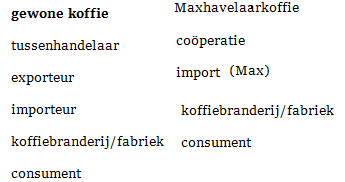 gewone koffie
tussenhandelaar
exporteur
importeur
koffiebranderij/fabriek
consument
Maxhavelaarkoffie
coöperatie
import (Max)
koffiebranderij/fabriek
consument